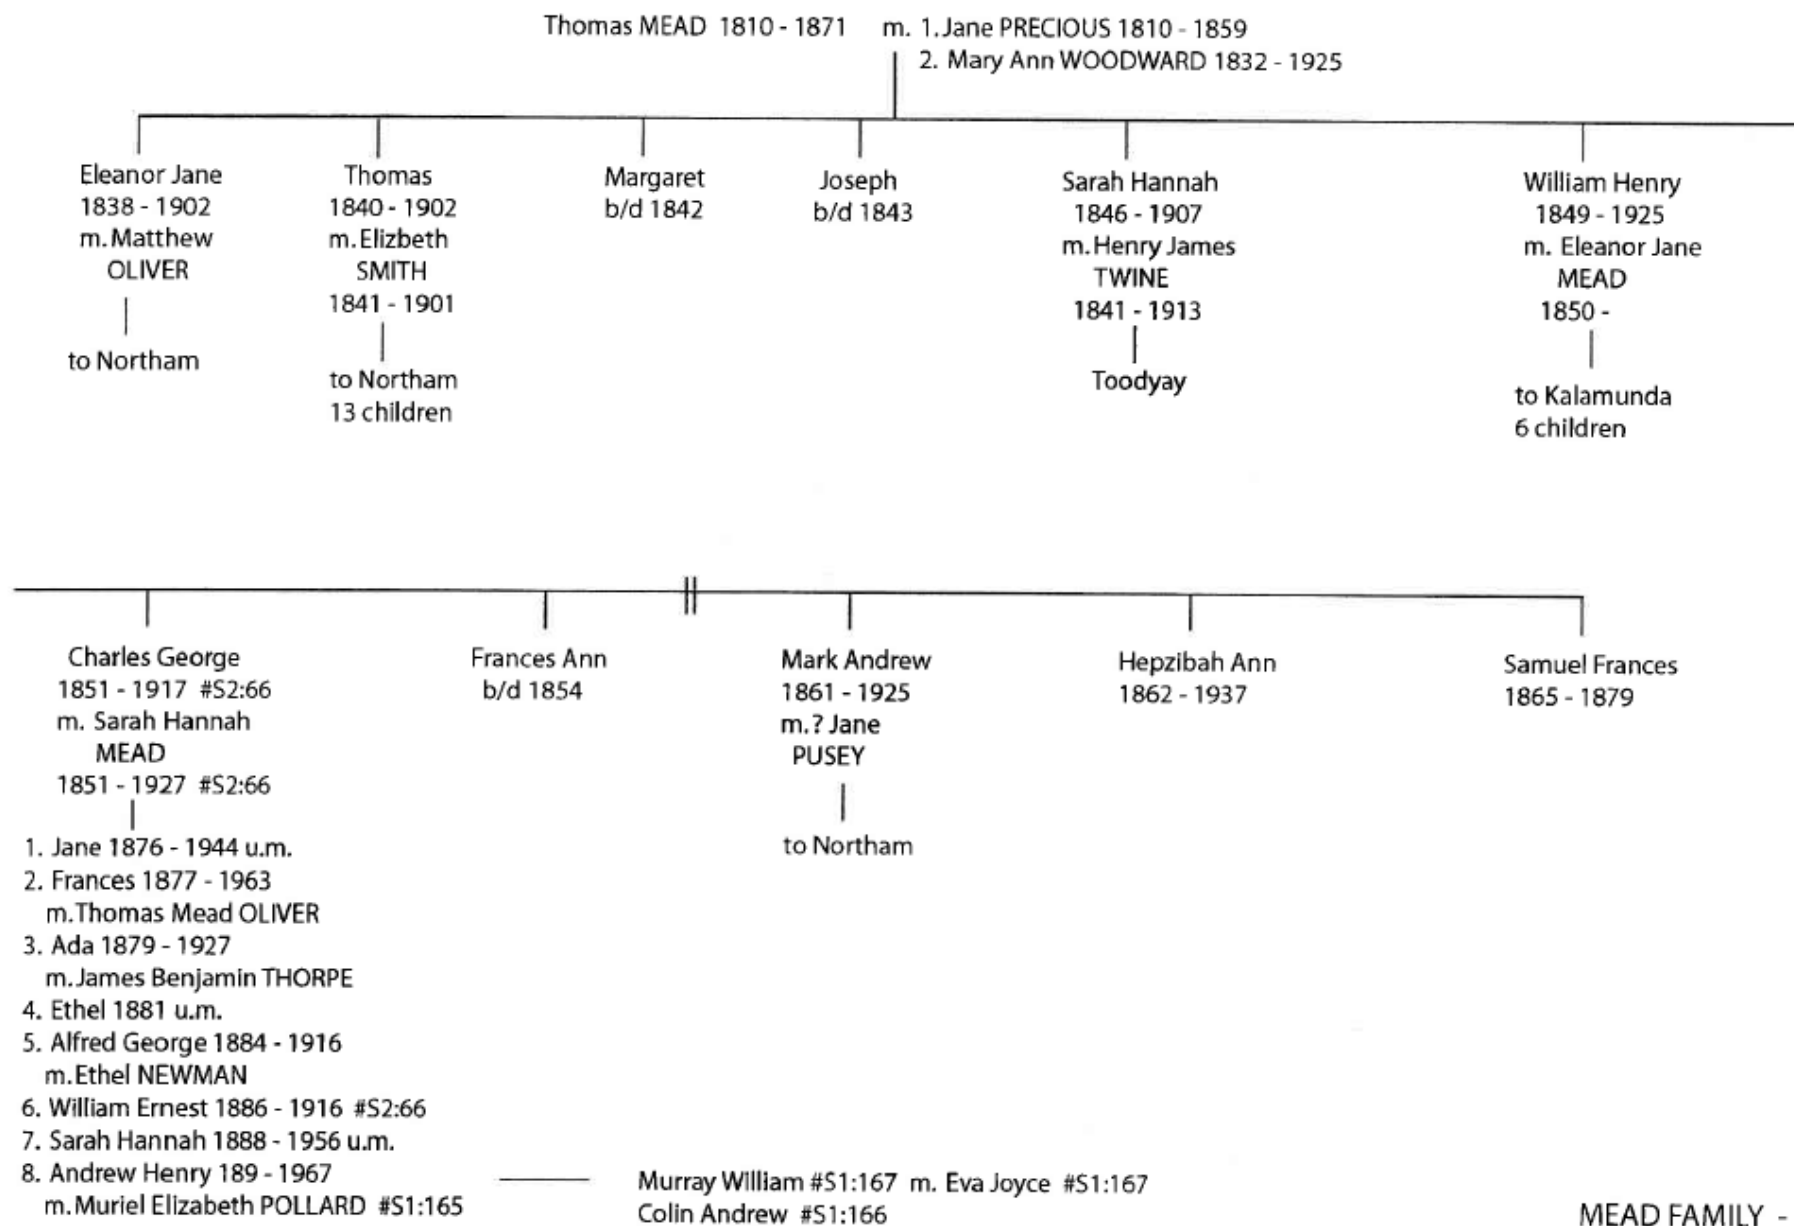 Thomas MEAD 1810 - 1871 m. 1. Jane PRECIOUS 1810 - 1859
2. Mary Ann WOODWARD 1832 - 1925
Eleanor Jane
1838 - 1902
m. Matthew
OLIVER
to Northam
Thomas
1840 - 1902
m. Elizbeth
SMITH
1841 - 1901
to Northam
13 children
Margaret
b/d 1842
Joseph
b/d 1843
Sarah Hannah
1846 - 1907
m. Henry James
TWINE
1841 - 1913
Toodyay
William Henry
1849 - 1925
m. Eleanor Jane
MEAD
1850 -
to Kalamunda
6 children
Charles George
1851 - 1917 #S2:66
m. Sarah Hannah
MEAD
1851 - 1927 #S2:66
1. Jane 1876 - 1944 u.m.
2. Frances 1877 - 1963
m. Thomas Mead OLIVER
3. Ada 1879 - 1927
m. James Benjamin THORPE
4. Ethel 1881 u.m.
5. Alfred George 1884 - 1916
m. Ethel NEWMAN
6. William Ernest 1886 - 1916 #S2:66
7. Sarah Hannah 1888 - 1956 u.m.
8. Andrew Henry 189 - 1967
m. Muriel Elizabeth POLLARD #S1:165
Murray William #S1:167 m. Eva Joyce #S1:167
Colin Andrew #S1:166
Frances Ann
b/d 1854
Mark Andrew
1861 - 1925
m. ? Jane
PUSEY
to Northam
Hepzibah Ann
1862 - 1937
Samuel Frances
1865 - 1879
MEAD FAMILY -